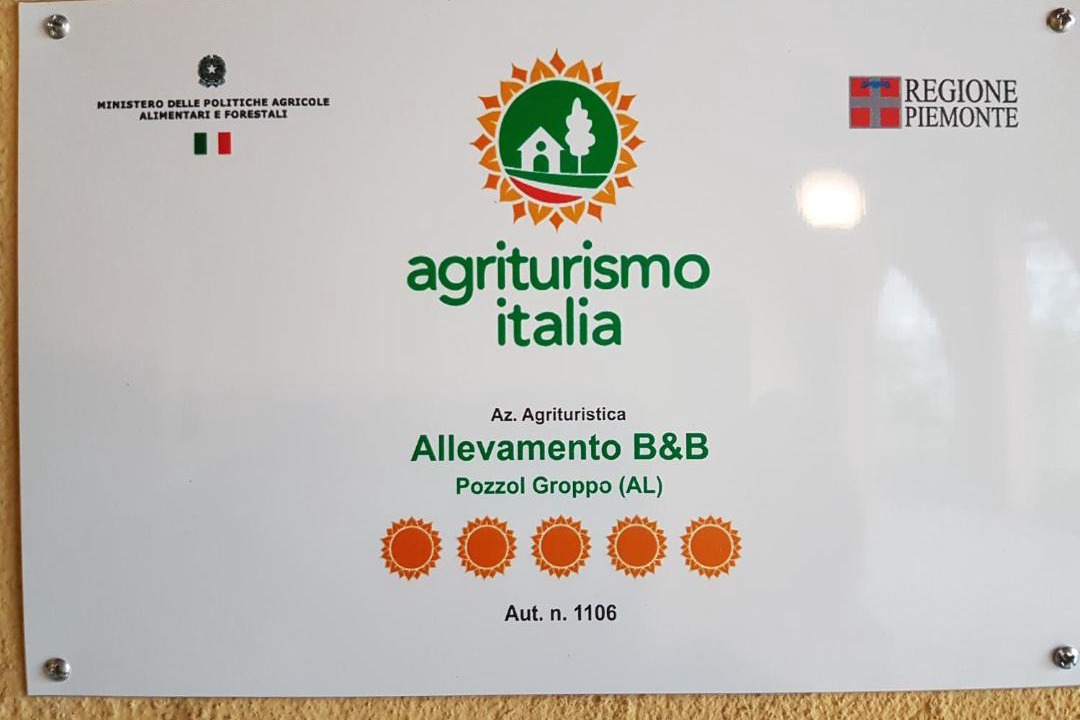 MINISTERO DELLE POLITICHE AGRICOLE
ALIMENTARI E FORESTALI
REGIONE
PIEMONTE
agriturismo
italia
Az. Agrituristica
Allevamento B&B
Pozzol Groppo (AL)
Aut. n. 1106